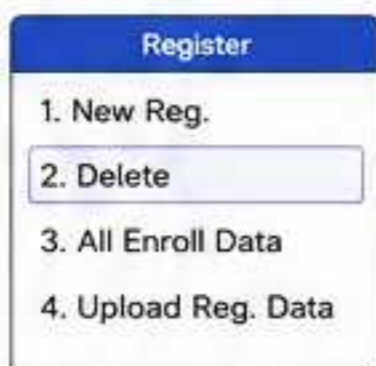 Register
1. New Reg.
2. Delete
3. All Enroll Data
4. Upload Reg. Data